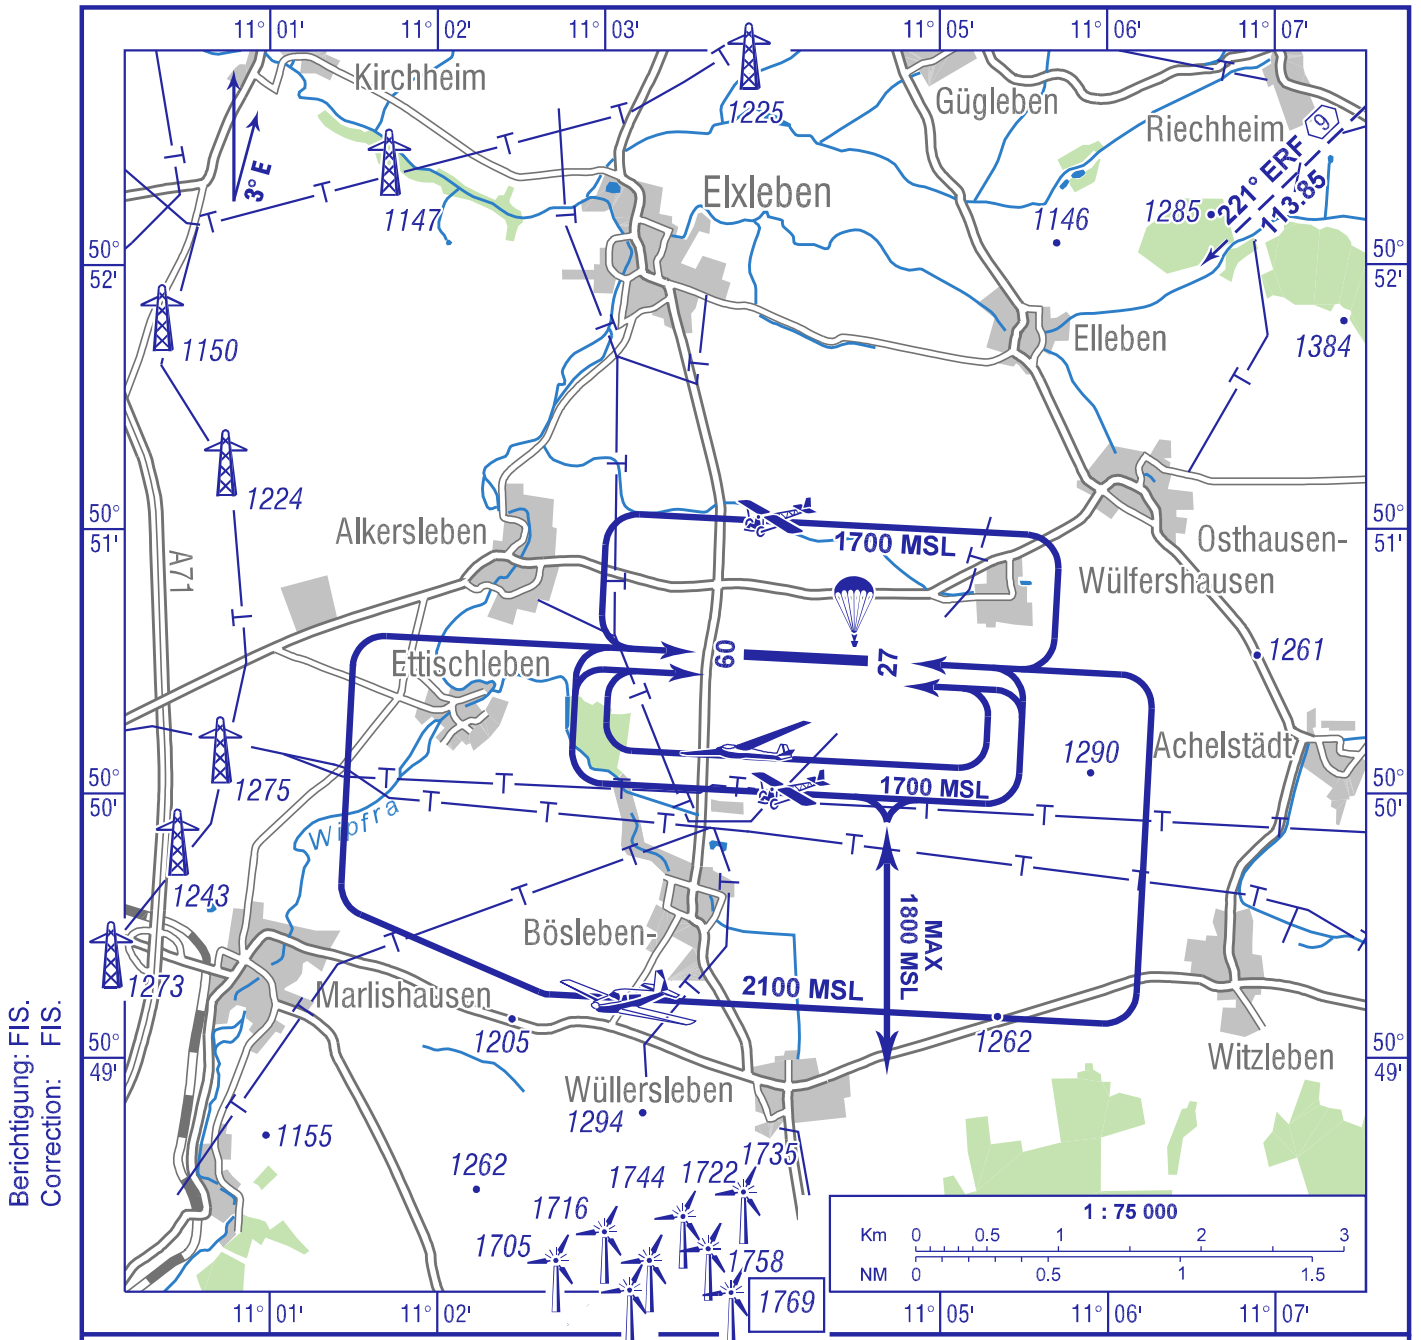 11° 01'
11° 02'
11° 03'
11° 05'
11° 06'
11° 07'
Kirchheim
1225
Gügleben
Riechheim
9
3° E
1147
Elxleben
1146
1285
221° ERF
113.85
50°
52'
50°
52'
1150
Elleben
1384
1224
50°
51'
50°
51'
Alkersleben
1700 MSL
Osthausen-
Wülfershausen
A71
Ettischleben
09
27
1261
1290
Achelstädt
50°
50'
50°
50'
1275
1700 MSL
Wipfra
1243
Bösleben-
MAX
1800 MSL
1273
Marlishausen
2100 MSL
1205
1262
50°
49'
50°
49'
Witzleben
Wüllersleben
1294
1155
1262
1735
1722
1744
1716
1705
1758
1769
1 : 75 000
Km 0 0.5 1 2 3
NM 0 0.5 1 1.5
11° 01'
11° 02'
11° 05'
11° 06'
11° 07'
Berichtigung: FIS.
Correction: FIS.